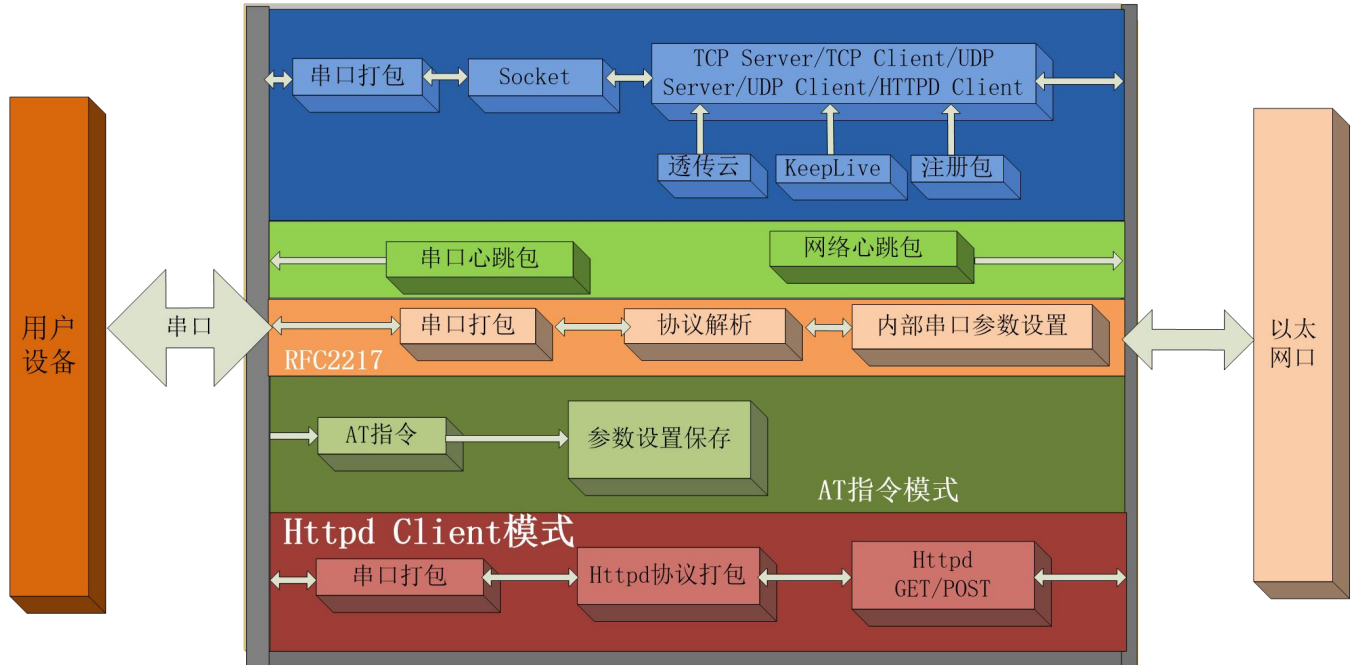 串口打包
Socket
TCP Server/TCP Client/UDP
Server/UDP Client/HTTPD Client
透传云
KeepLive
注册包
串口心跳包
网络心跳包
用户
设备
串口
串口打包
协议解析
内部串口参数设置
RFC2217
以太
网口
AT指令
参数设置保存
AT指令模式
Httpd Client模式
串口打包
Httpd协议打包
Httpd
GET/POST